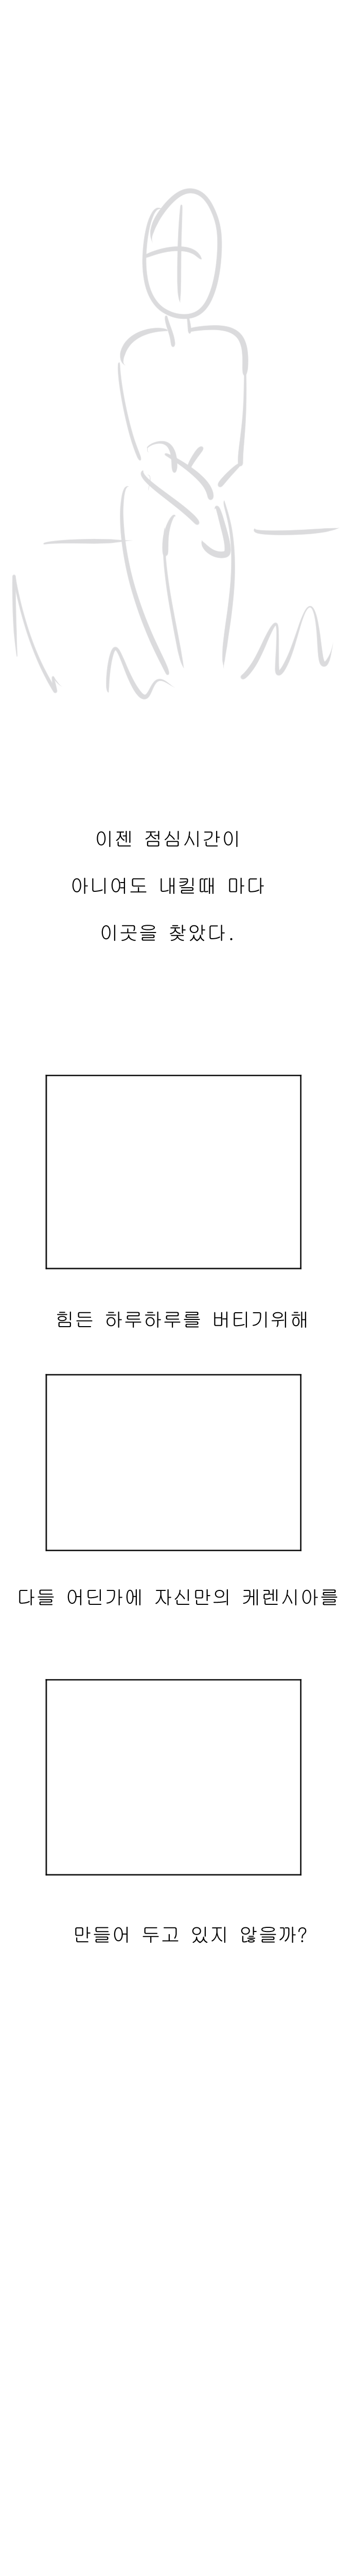 이젠 점심시간이
아니여도 내킬때 마다
이곳을 찾았다.
힘든 하루하루를 버티기위해
다들 어딘가에 자신만의 케렌시아를
만들어 두고 있지 않을까?